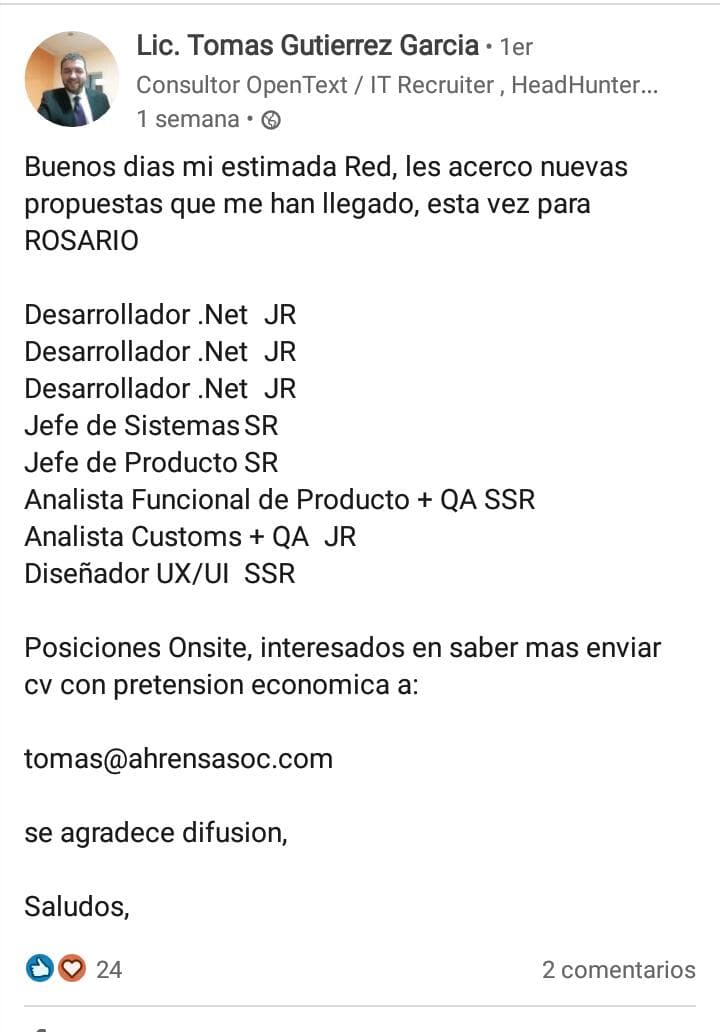 Lic. Tomas Gutierrez Garcia • 1er
Consultor OpenText / IT Recruiter , HeadHunter...
1 semana •
Buenos dias mi estimada Red, les acerco nuevas
propuestas que me han llegado, esta vez para
ROSARIO
Desarrollador .Net  JR
Desarrollador .Net  JR
Desarrollador .Net  JR
Jefe de Sistemas SR
Jefe de Producto SR
Analista Funcional de Producto + QA SSR
Analista Customs + QA  JR
Diseñador UX/UI  SSR
Posiciones Onsite, interesados en saber mas enviar
cv con pretension economica a:
tomas@ahrensasoc.com
se agradece difusion,
Saludos,
24 2 comentarios